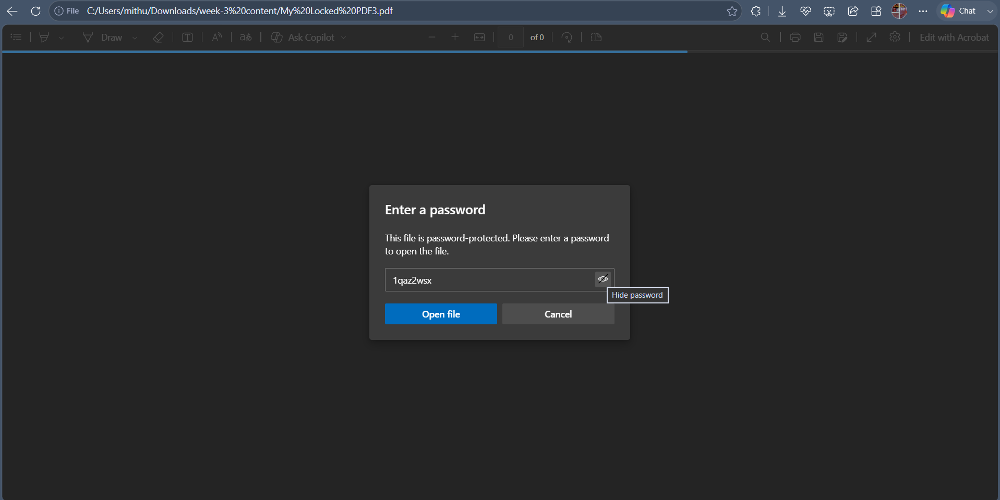 File C:/Users/mithu/Downloads/week-3%20content/My%20Locked%20PDF3.pdf
Chat
Draw
T
A
aあ
Ask Copilot
0 of 0
Edit with Acrobat
Enter a password
This file is password-protected. Please enter a password
to open the file.
1qaz2wsx
Hide password
Open file
Cancel